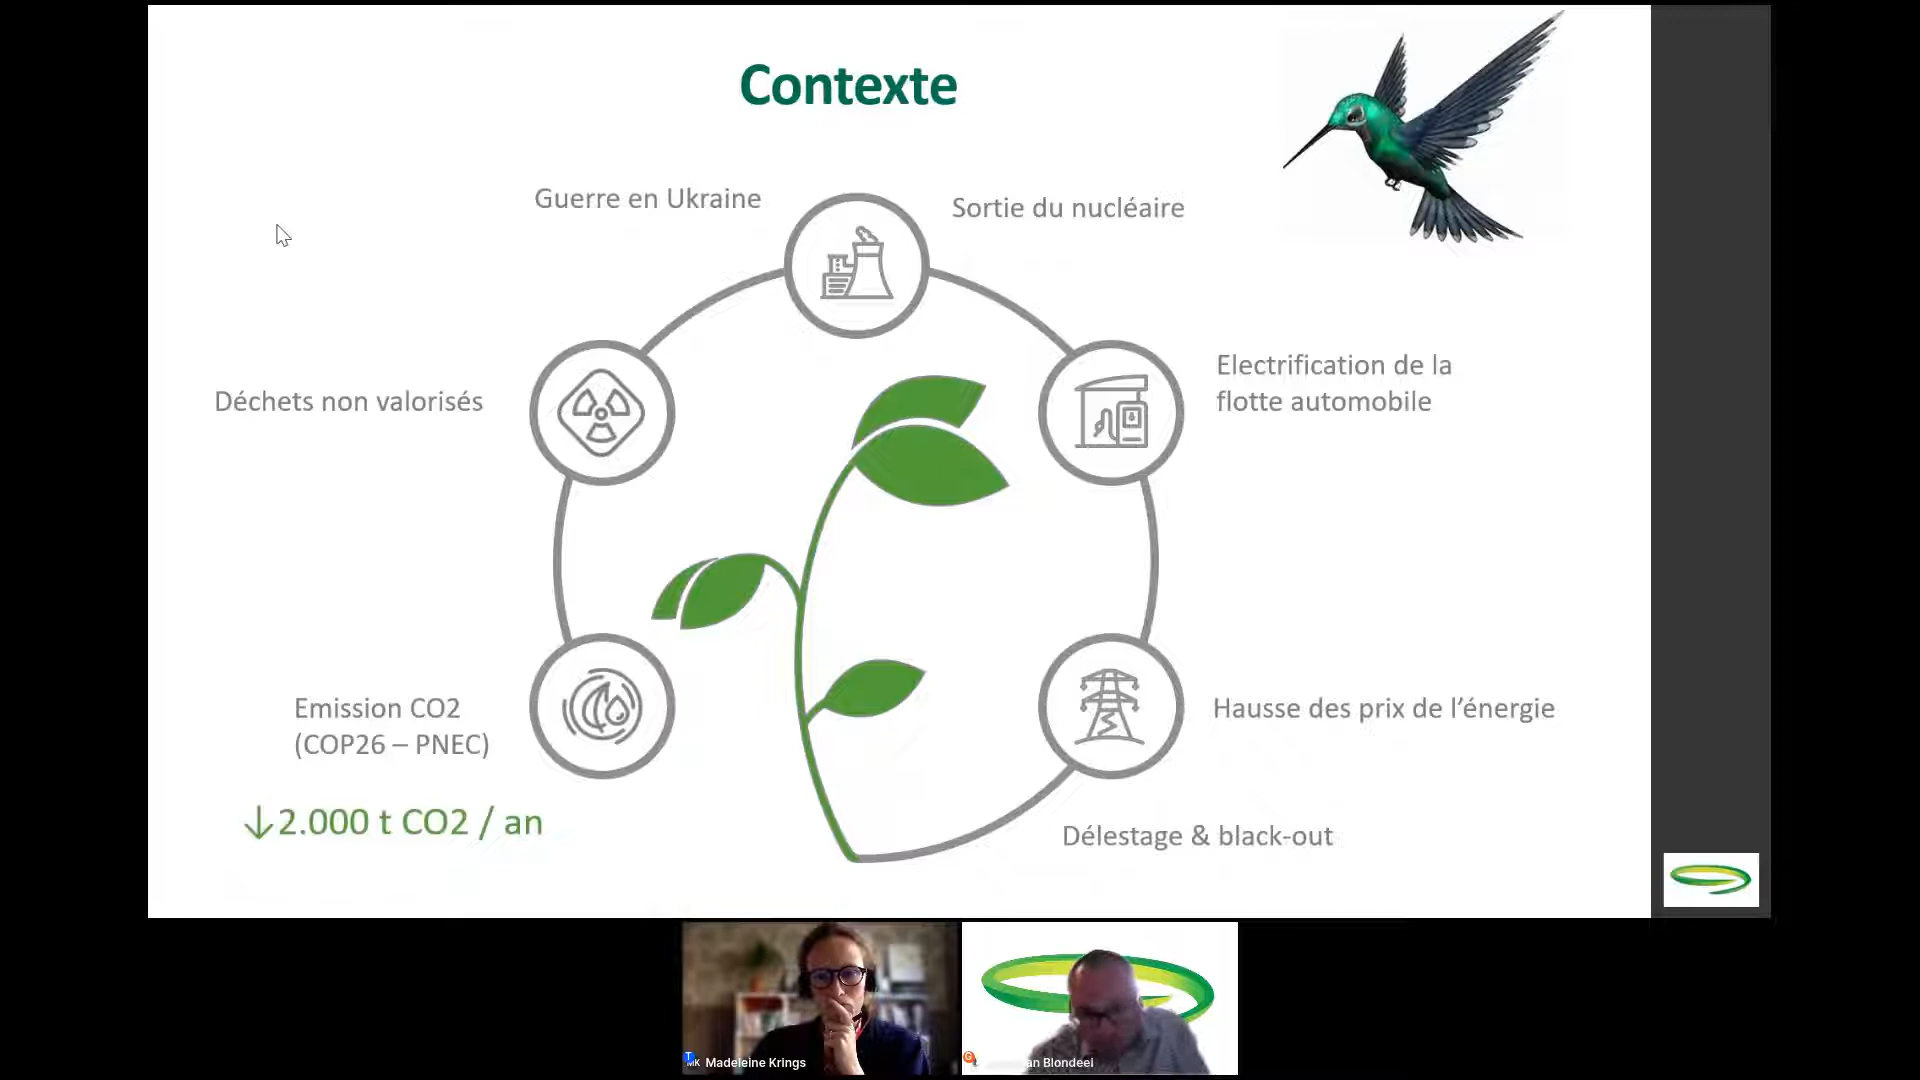 Contexte
Guerre en Ukraine
Sortie du nucléaire
Electrification de la
flotte automobile
Déchets non valorisés
Emission CO2
(COP26 – PNEC)
Hausse des prix de l’énergie
↓2.000 t CO2 / an
Délestage & black-out
MK Madeleine Krings
an Blondeel